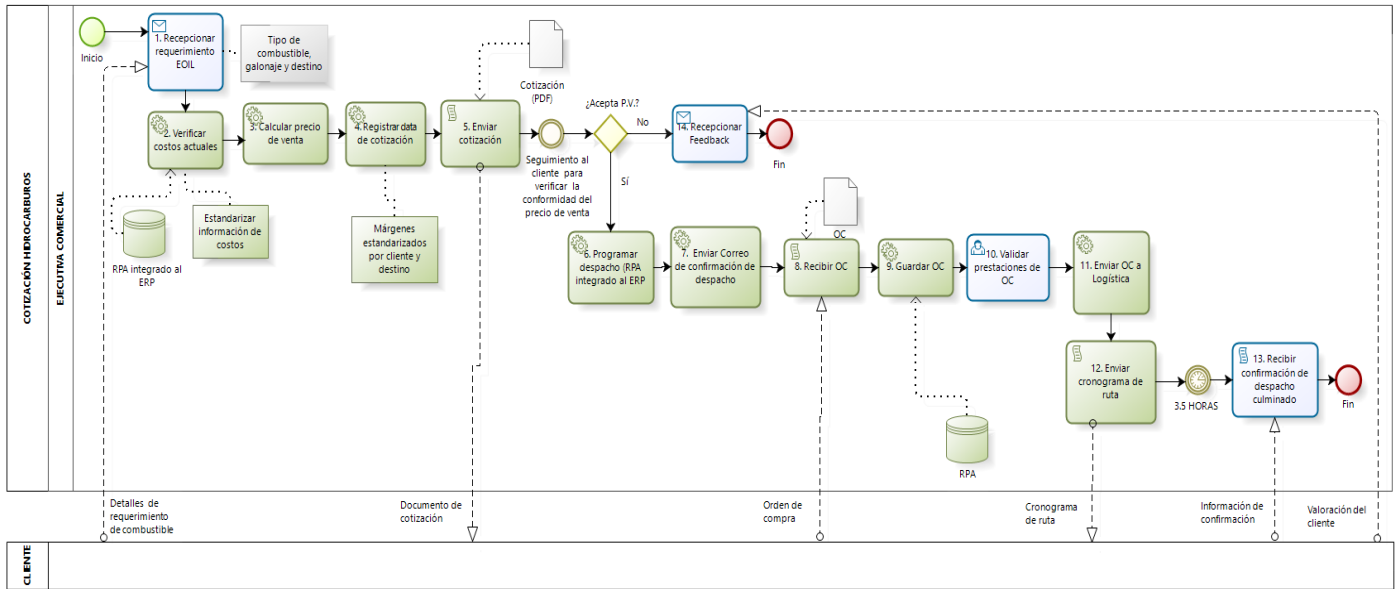 COTIZACIÓN HIDROCARBUROS
EJECUTIVA COMERCIAL
Inicio
1. Recepcionar
requerimiento
EOIL
Tipo de
combustible,
galonaje y destino
2. Verificar
costos actuales
RPA integrado al
ERP
Estandarizar
información de
costos
3. Calcular precio
de venta
4. Registrar data
de cotización
Márgenes
estandarizados
por cliente y
destino
5. Enviar
cotización
Cotización
(PDF)
Seguimiento al
cliente para
verificar la
conformidad del
precio de venta
¿Acepta P.V.?
No
Sí
14. Recepcionar
Feedback
Fin
6. Programar
despacho (RPA
integrado al ERP
7. Enviar Correo
de confirmación de
despacho
OC
8. Recibir OC
9. Guardar OC
RPA
10. Validar
prestaciones de
OC
11. Enviar OC a
Logística
12. Enviar
cronograma de
ruta
3.5 HORAS
13. Recibir
confirmación de
despacho
culminado
Fin
Detalles de
requerimiento
de combustible
Documento de
cotización
Orden de
compra
Cronograma
de ruta
Información de
confirmación
Valoración del
cliente
CLIENTE